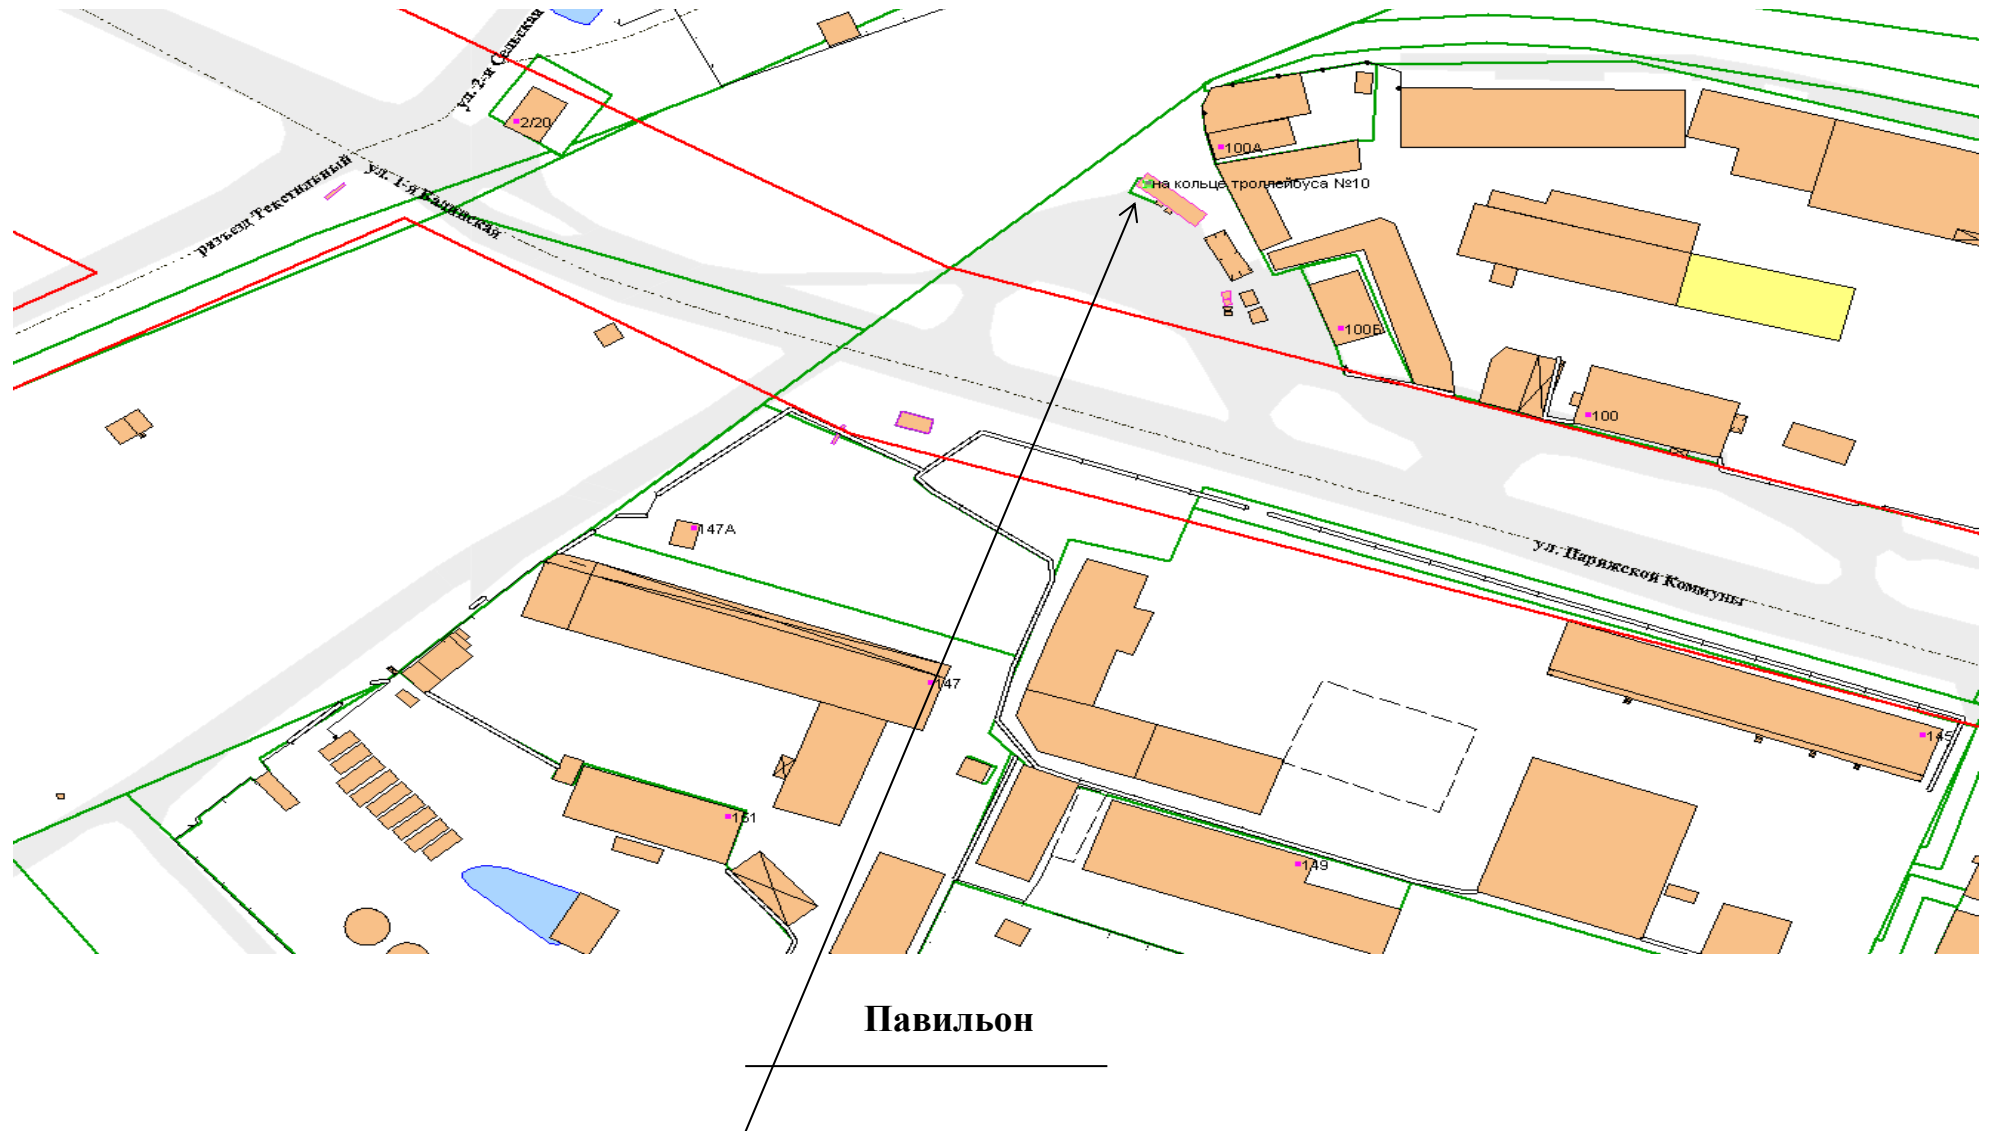 ул. 2-я Сельская
2/20
разъезд Текстильный
ул. 1-я Балинская
100А
на кольце троллейбуса №10
100Б
100
147А
ул. Парижской Коммуны
147
145
151
149
Павильон